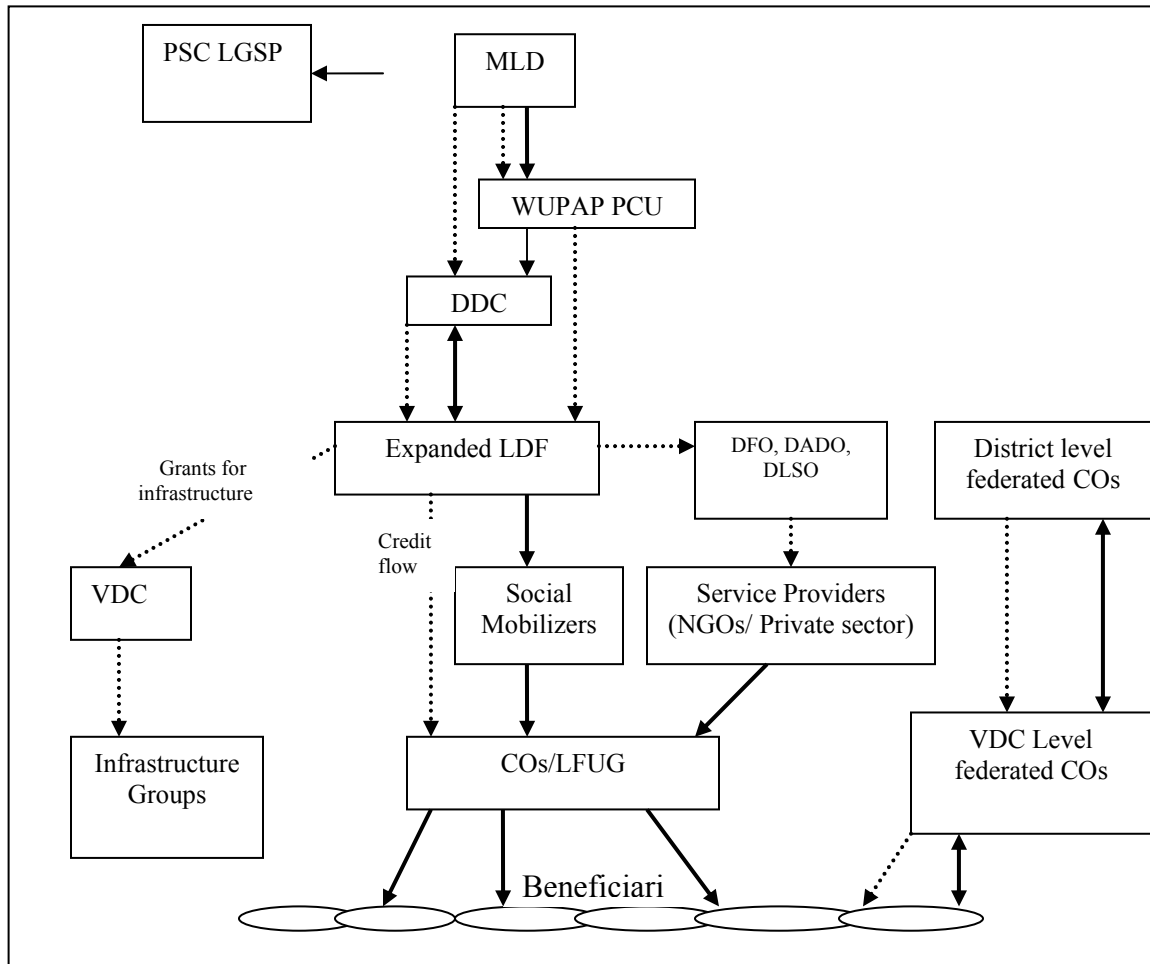 PSC LGSP
MLD
WUPAP PCU
DDC
Expanded LDF
DFO, DADO,
DLSO
District level
federated COs
Grants for
infrastructure
Credit
flow
VDC
Social
Mobilizers
Service Providers
(NGOs/ Private sector)
Infrastructure
Groups
COs/LFUG
VDC Level
federated COs
Beneficiari